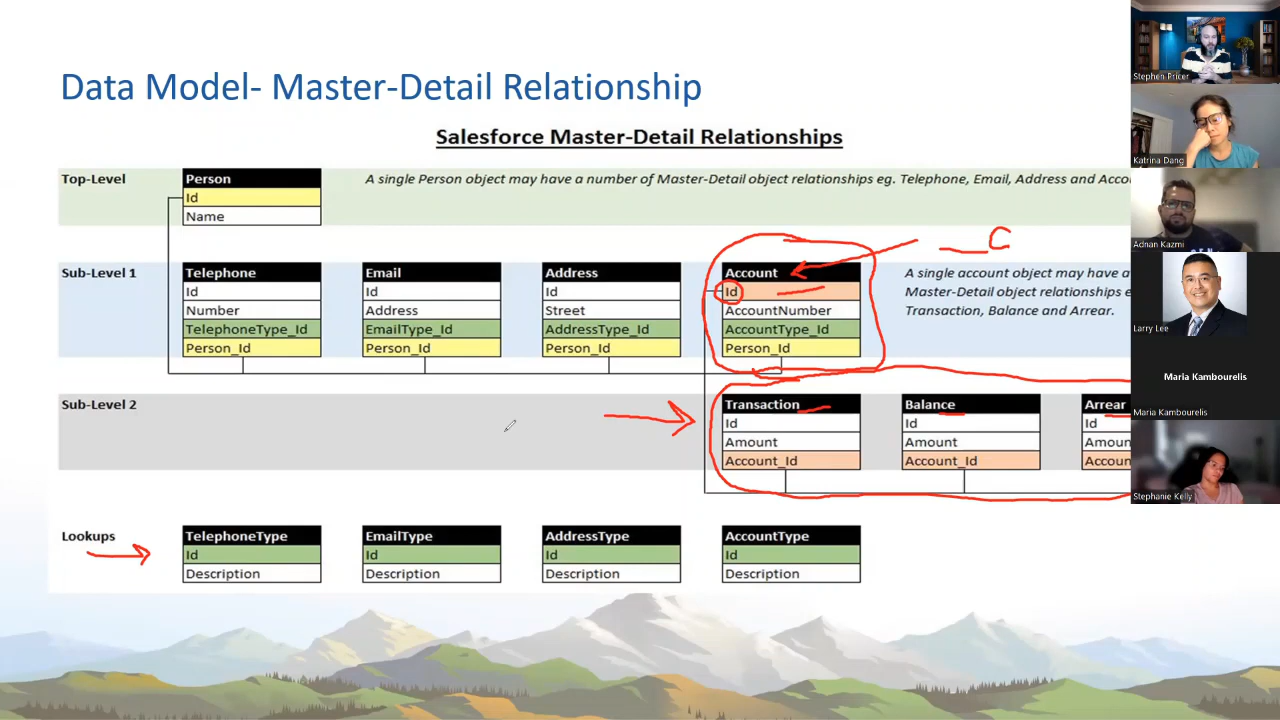 Data Model- Master-Detail Relationship
Salesforce Master-Detail Relationships
Top-Level
Person
Id
Name
A single Person object may have a number of Master-Detail object relationships eg. Telephone, Email, Address and Acco
__C
Sub-Level 1
Telephone
Id
Number
TelephoneType_Id
Person_Id
Email
Id
Address
EmailType_Id
Person_Id
Address
Id
Street
AddressType_Id
Person_Id
Account
Id
AccountNumber
AccountType_Id
Person_Id
A single account object may have a
Master-Detail object relationships e
Transaction, Balance and Arrear.
Sub-Level 2
Transaction
Id
Amount
Account_Id
Balance
Id
Amount
Account_Id
Arrear
Id
Amoun
Accoun
Lookups
TelephoneType
Id
Description
EmailType
Id
Description
AddressType
Id
Description
AccountType
Id
Description
Stephen Pricer
Katrina Dang
Adnan Kazmi
Larry Lee
Maria Kambourelis
Maria Kambourelis
Stephanie Kelly